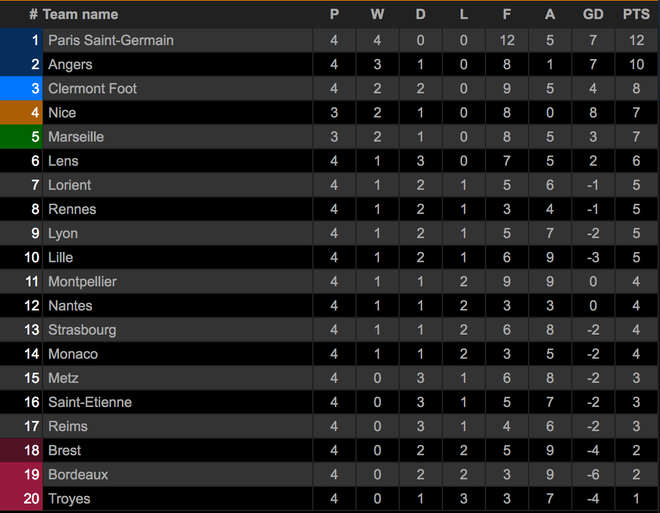 # Team name P W D L F A GD PTS
1 Paris Saint-Germain 4 4 0 0 12 5 7 12
2 Angers 4 3 1 0 8 1 7 10
3 Clermont Foot 4 2 2 0 9 5 4 8
4 Nice 3 2 1 0 8 0 8 7
5 Marseille 3 2 1 0 8 5 3 7
6 Lens 4 1 3 0 7 5 2 6
7 Lorient 4 1 2 1 5 6 -1 5
8 Rennes 4 1 2 1 3 4 -1 5
9 Lyon 4 1 2 1 5 7 -2 5
10 Lille 4 1 2 1 6 9 -3 5
11 Montpellier 4 1 1 2 9 9 0 4
12 Nantes 4 1 1 2 3 3 0 4
13 Strasbourg 4 1 1 2 6 8 -2 4
14 Monaco 4 1 1 2 3 5 -2 4
15 Metz 4 0 3 1 6 8 -2 3
16 Saint-Etienne 4 0 3 1 5 7 -2 3
17 Reims 4 0 3 1 4 6 -2 3
18 Brest 4 0 2 2 5 9 -4 2
19 Bordeaux 4 0 2 2 3 9 -6 2
20 Troyes 4 0 1 3 3 7 -4 1